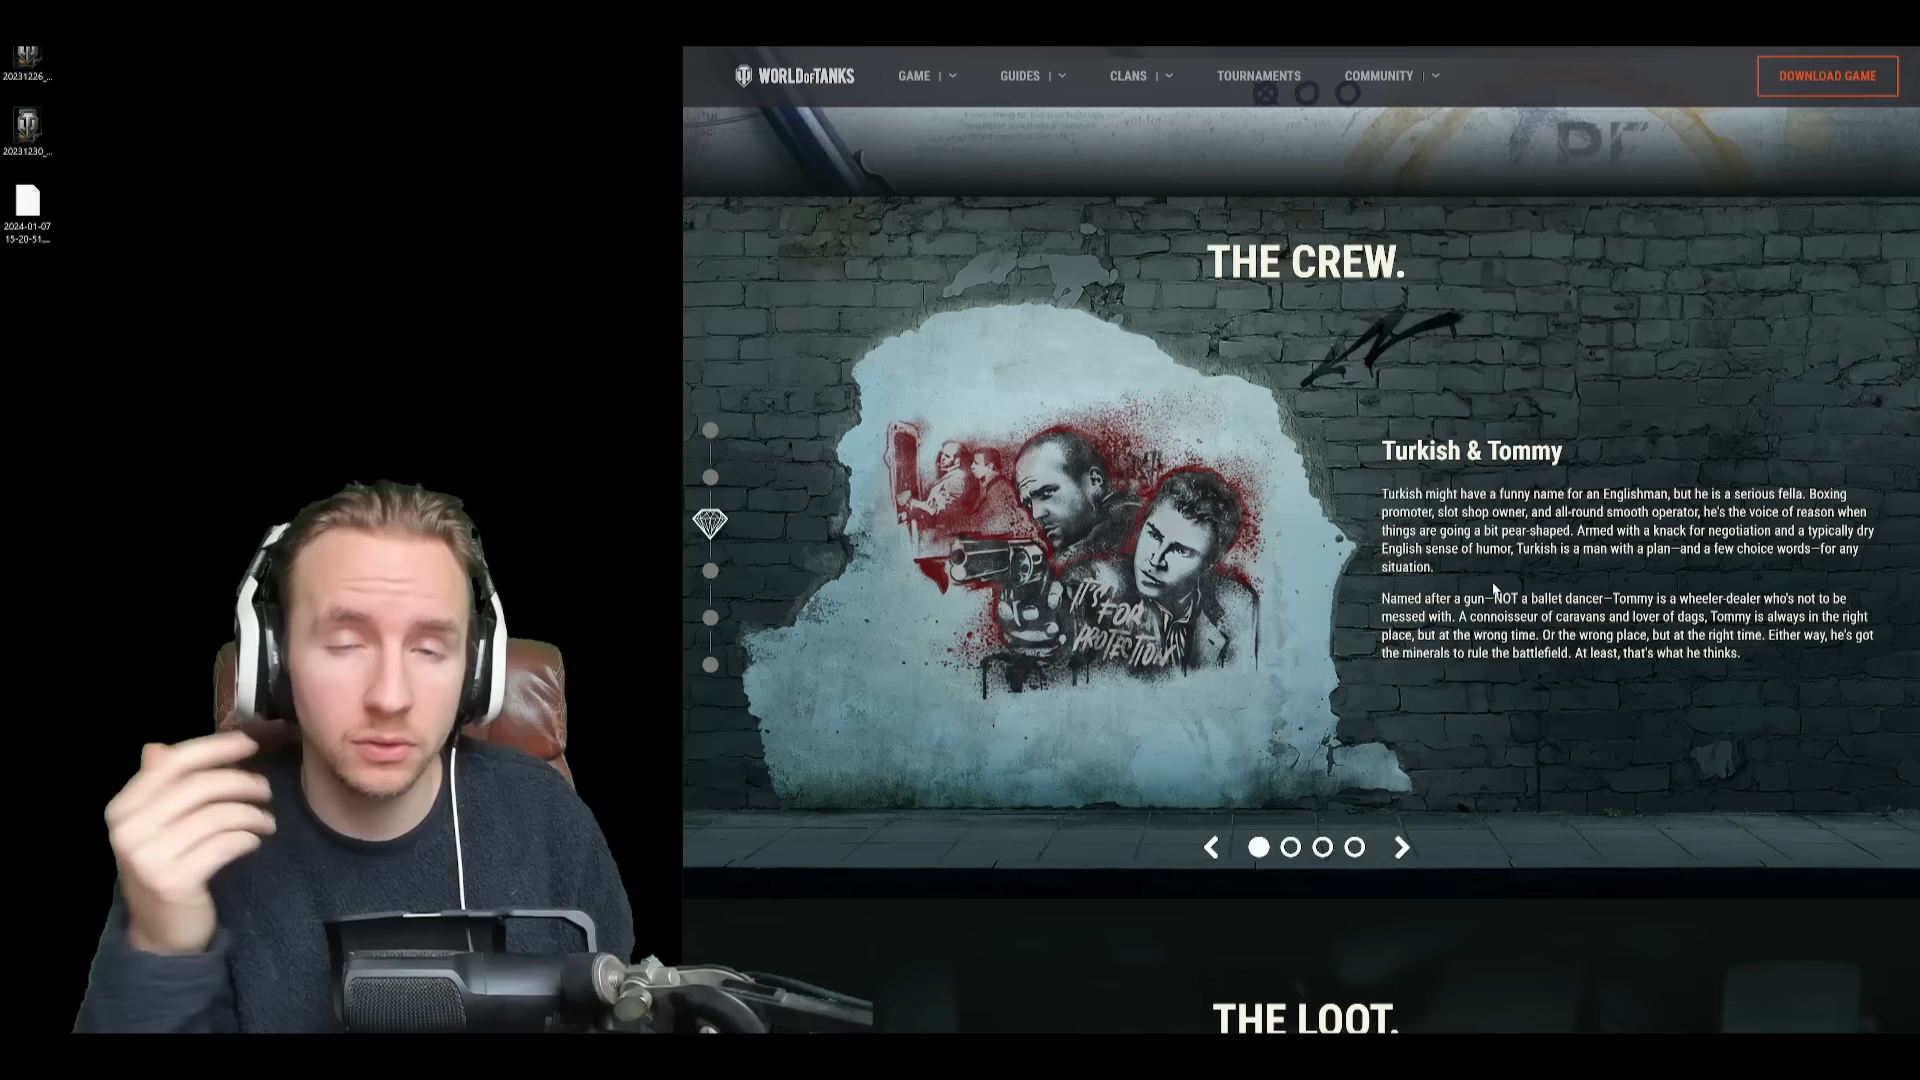 20231226_...
20231230_...
2024-01-07
15-20-51_...
WORLD OF TANKS
GAME
GUIDES
CLANS
TOURNAMENTS
COMMUNITY
DOWNLOAD GAME
THE CREW.
IT'S
FOR
PROTECTION
Turkish & Tommy
Turkish might have a funny name for an Englishman, but he is a serious fella. Boxing
promoter, slot shop owner, and all-round smooth operator, he's the voice of reason when
things are going a bit pear-shaped. Armed with a knack for negotiation and a typically dry
English sense of humor, Turkish is a man with a plan—and a few choice words—for any
situation.
Named after a gun—NOT a ballet dancer—Tommy is a wheeler-dealer who's not to be
messed with. A connoisseur of caravans and lover of dags, Tommy is always in the right
place, but at the wrong time. Or the wrong place, but at the right time. Either way, he's got
the minerals to rule the battlefield. At least, that's what he thinks.
THE LOOT.